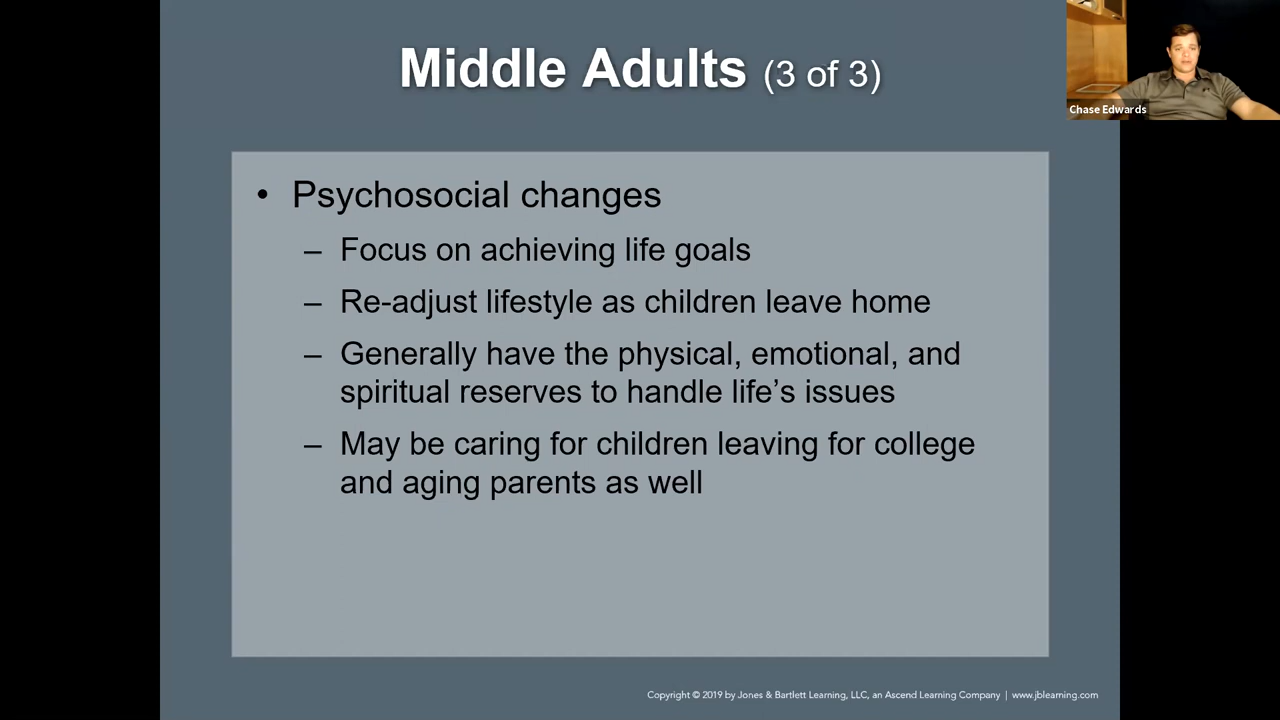 Middle Adults (3 of 3)
Chase Edwards
• Psychosocial changes
– Focus on achieving life goals
– Re-adjust lifestyle as children leave home
– Generally have the physical, emotional, and
spiritual reserves to handle life’s issues
– May be caring for children leaving for college
and aging parents as well
Copyright © 2019 by Jones & Bartlett Learning, LLC, an Ascend Learning Company | www.jblearning.com